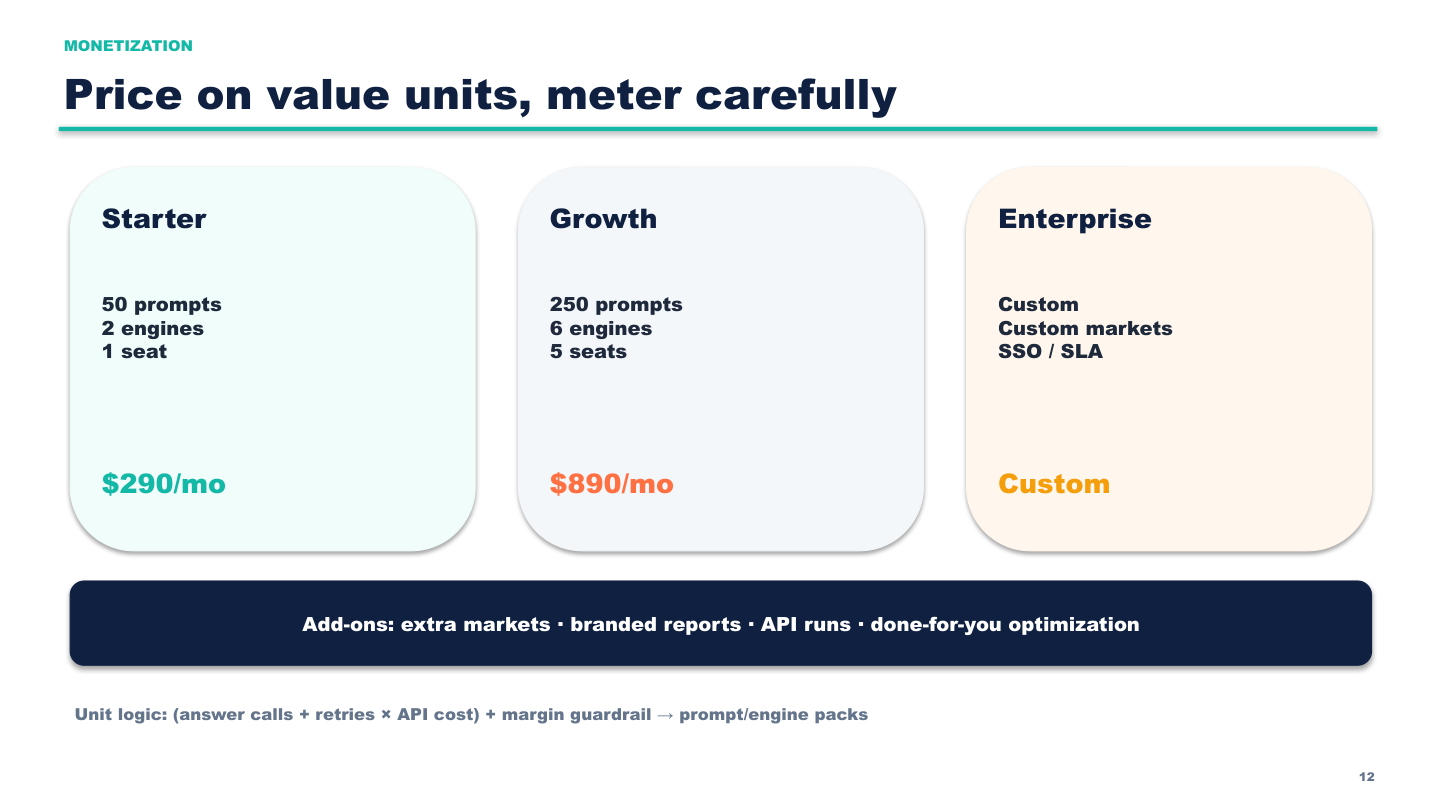 MONETIZATION
Price on value units, meter carefully
Starter
50 prompts
2 engines
1 seat
$290/mo
Growth
250 prompts
6 engines
5 seats
$890/mo
Enterprise
Custom
Custom markets
SSO / SLA
Custom
Add-ons: extra markets · branded reports · API runs · done-for-you optimization
Unit logic: (answer calls + retries × API cost) + margin guardrail → prompt/engine packs
12